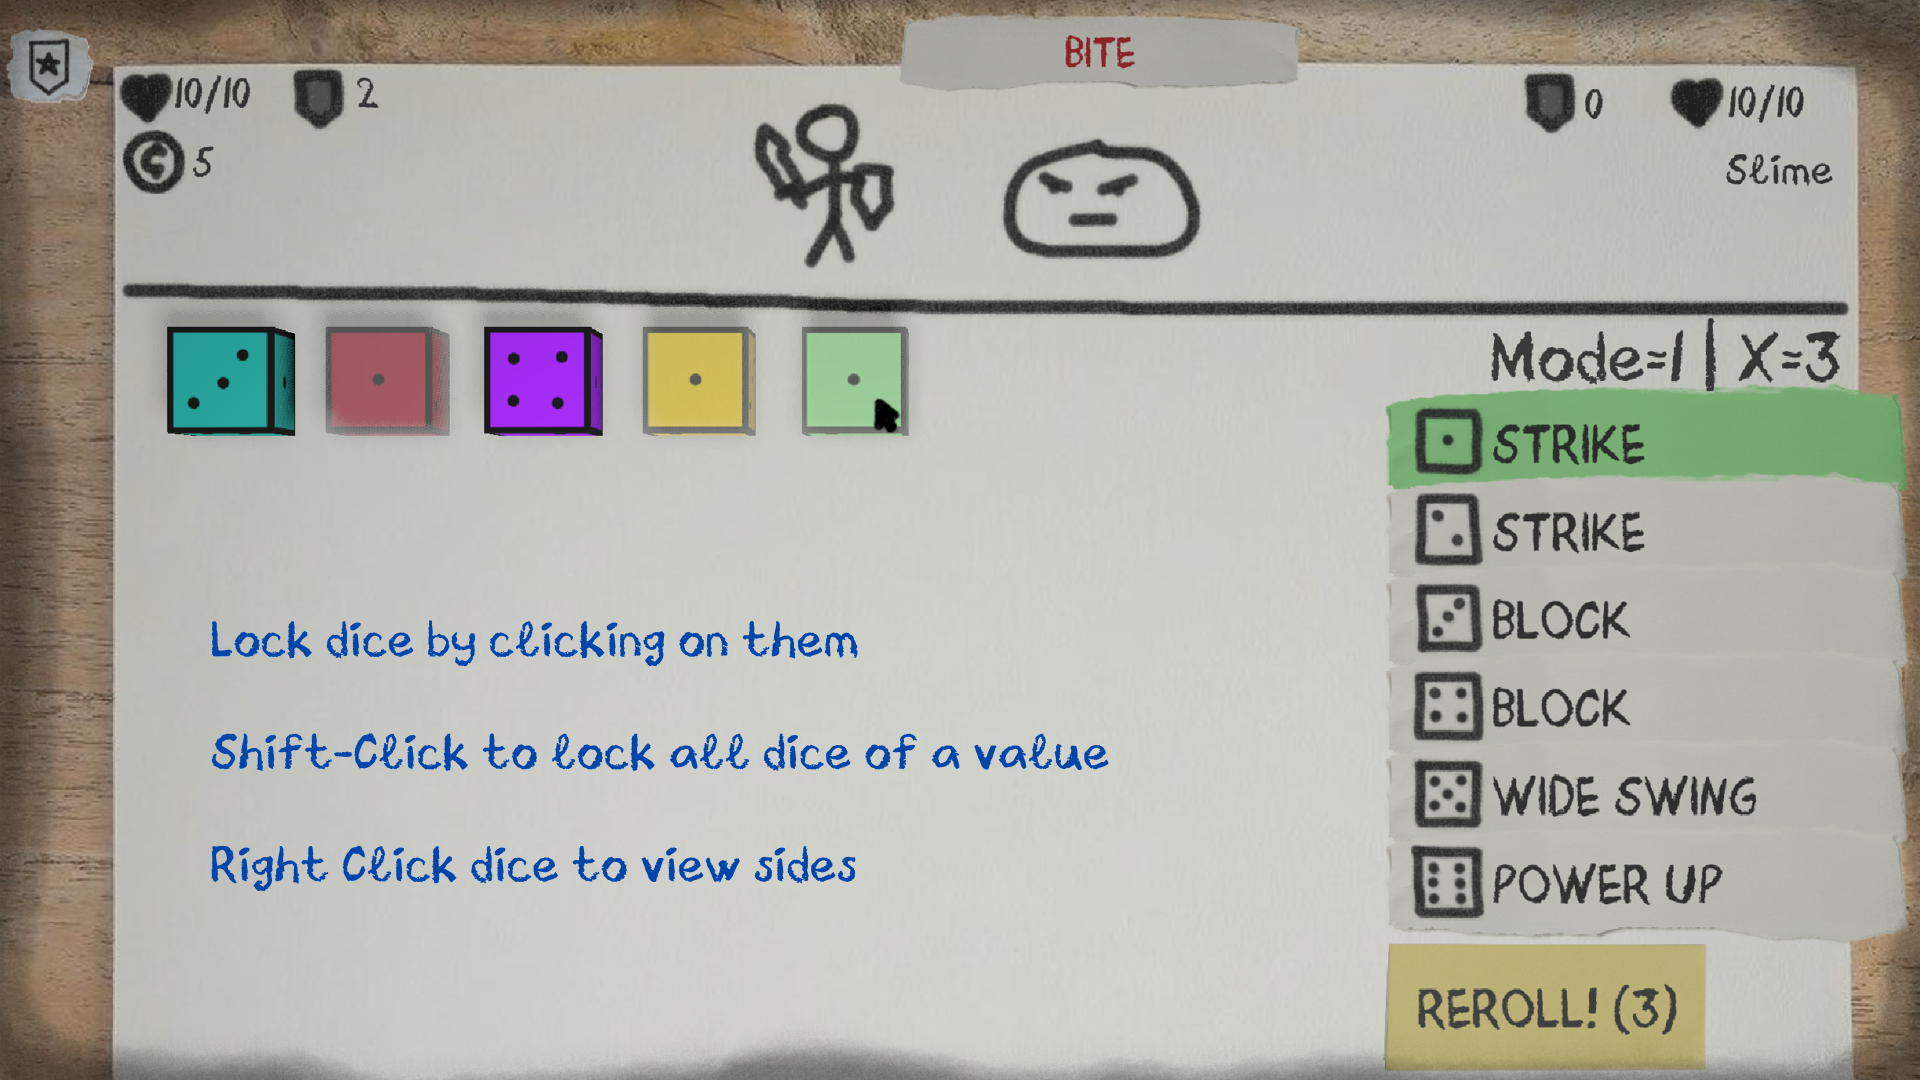 BITE
10/10 2
5
0 10/10
Slime
Mode=1 | X=3
STRIKE
STRIKE
BLOCK
BLOCK
WIDE SWING
POWER UP
Lock dice by clicking on them
Shift-Click to lock all dice of a value
Right Click dice to view sides
REROLL! (3)